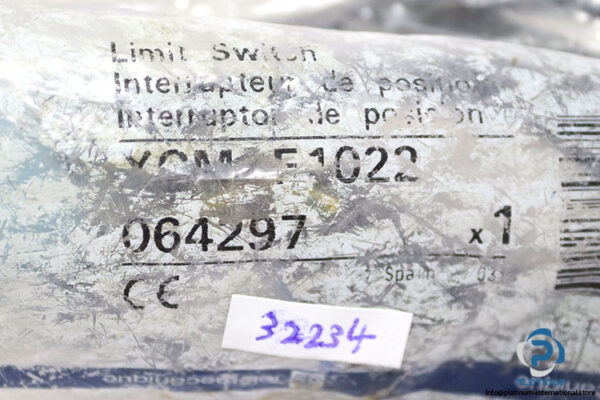 Limit Switch
Interrupteur de position
Interruptor de posicion
XCM F1022
064297 x1
Spain 03
CE
32234
info@platinum-international.store